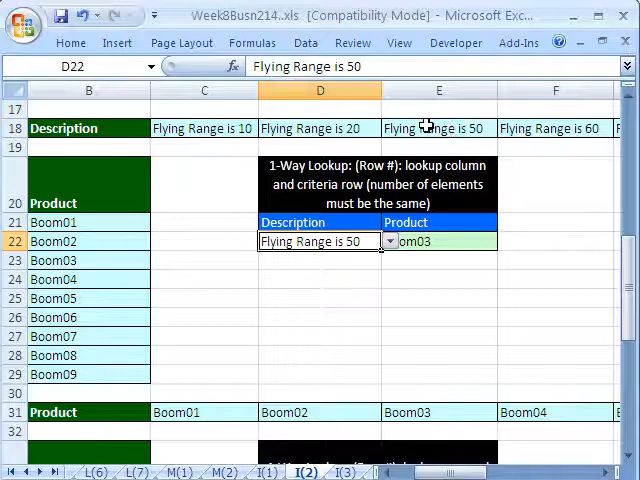 Week8Busn214..xls [Compatibility Mode] - Microsoft Exc...
Home Insert Page Layout Formulas Data Review View Developer Add-Ins
D22 fx Flying Range is 50
B C D E F
17
18 Description Flying Range is 10 Flying Range is 20 Flying Range is 50 Flying Range is 60 F
19
1-Way Lookup: (Row #): lookup column
and criteria row (number of elements
must be the same)
20 Product
21 Boom01 Description Product
22 Boom02 Flying Range is 50 om03
23 Boom03
24 Boom04
25 Boom05
26 Boom06
27 Boom07
28 Boom08
29 Boom09
30
31 Product Boom01 Boom02 Boom03 Boom04
32
L(6) L(7) M(1) M(2) I(1) I(2) I(3)